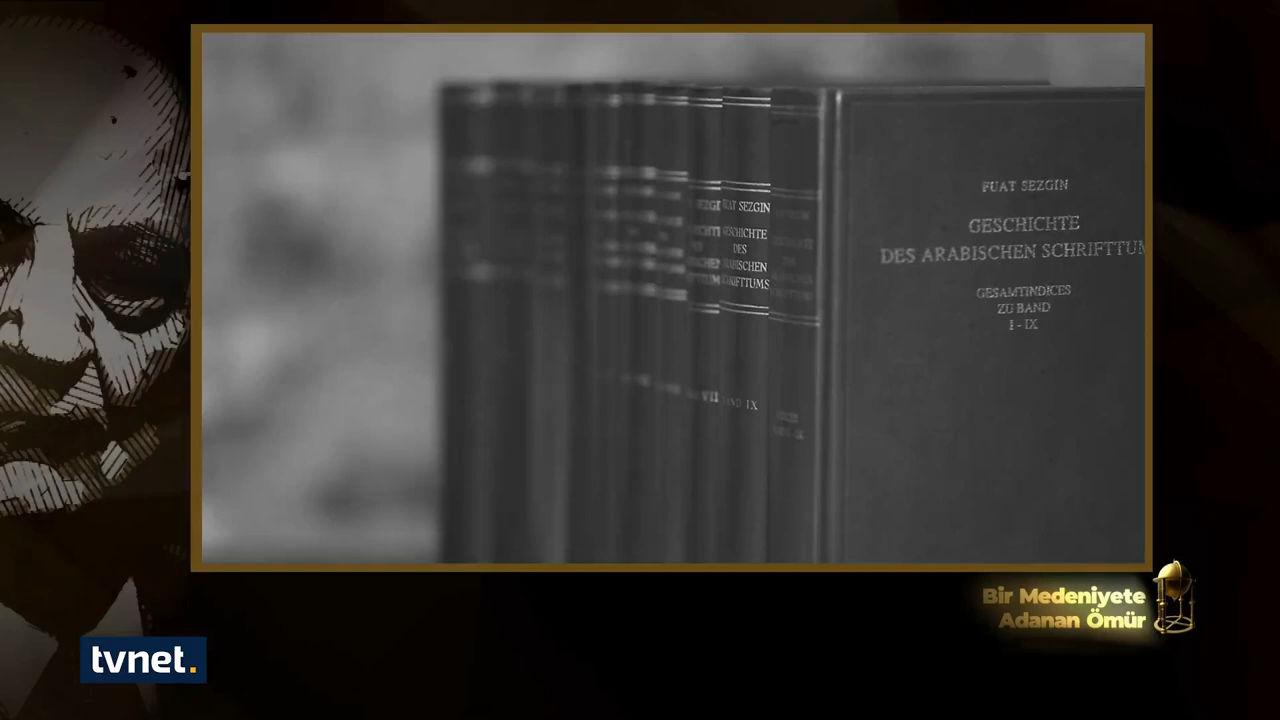 FUAT SEZGIN
GESCHICHTE
DES ARABISCHEN SCHRIFTTUM
GESAMTINDICES
ZU BAND
I - IX
FUAT SEZGIN
GESCHICHTE
DES
ARABISCHEN
SCHRIFTTUMS
BAND IX
Bir Medeniyete
Adanan Ömür
tvnet.